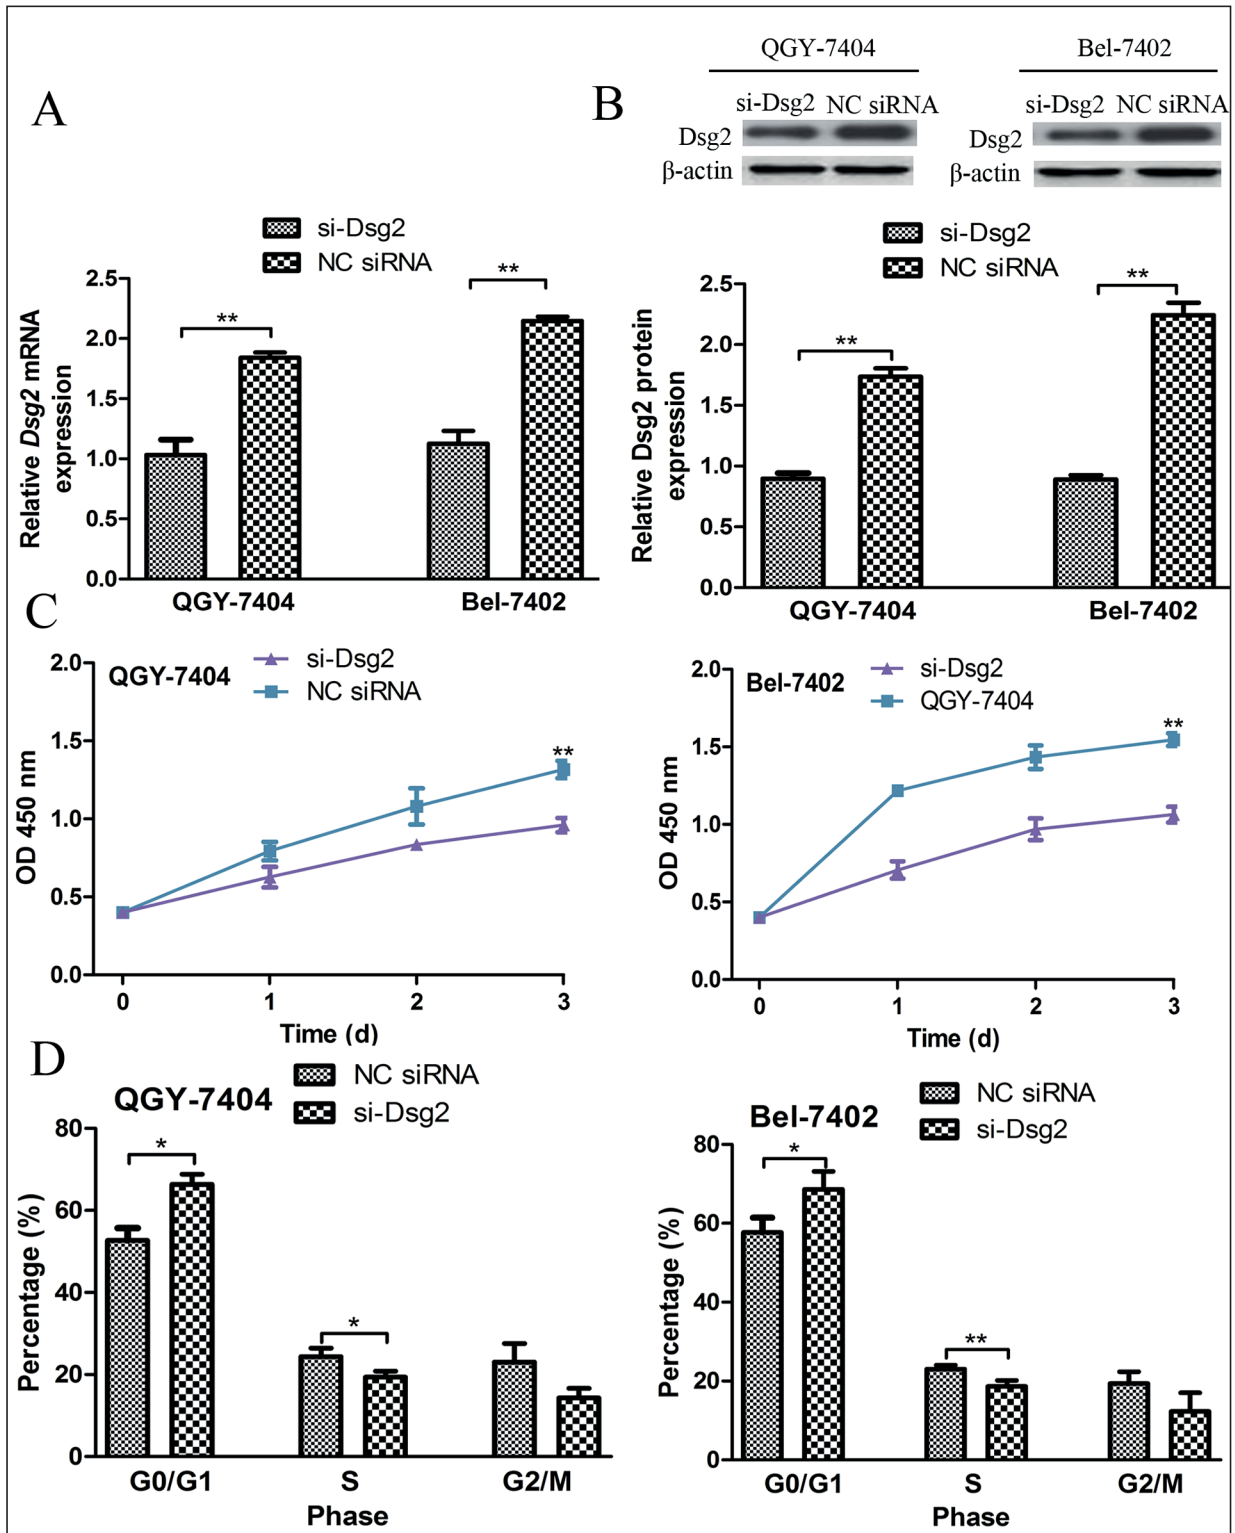 A
si-Dsg2
NC siRNA
Relative Dsg2 mRNA
expression
2.5
2.0
1.5
1.0
0.5
0.0
**
**
QGY-7404
Bel-7402
B
QGY-7404
Bel-7402
si-Dsg2 NC siRNA
si-Dsg2 NC siRNA
Dsg2
Dsg2
β-actin
β-actin
si-Dsg2
NC siRNA
Relative Dsg2 protein
expression
2.5
2.0
1.5
1.0
0.5
0.0
**
**
QGY-7404
Bel-7402
C
QGY-7404
si-Dsg2
NC siRNA
OD 450 nm
2.0
1.5
1.0
0.5
0.0
**
0 1 2 3
Time (d)
Bel-7402
si-Dsg2
QGY-7404
OD 450 nm
2.0
1.5
1.0
0.5
0.0
**
0 1 2 3
Time (d)
D
QGY-7404
NC siRNA
si-Dsg2
Percentage (%)
80
60
40
20
0
*
*
G0/G1 S G2/M
Phase
Bel-7402
NC siRNA
si-Dsg2
Percentage (%)
80
60
40
20
0
*
**
G0/G1 S G2/M
Phase